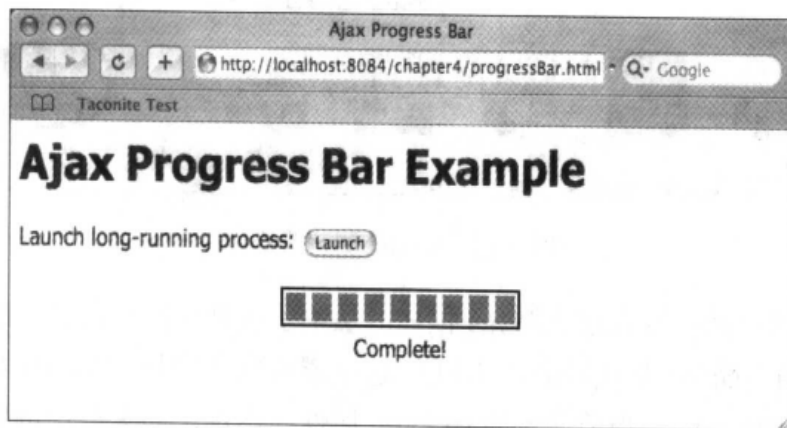 Ajax Progress Bar
http://localhost:8084/chapter4/progressBar.html
Google
Taconite Test
Ajax Progress Bar Example
Launch long-running process: Launch
Complete!